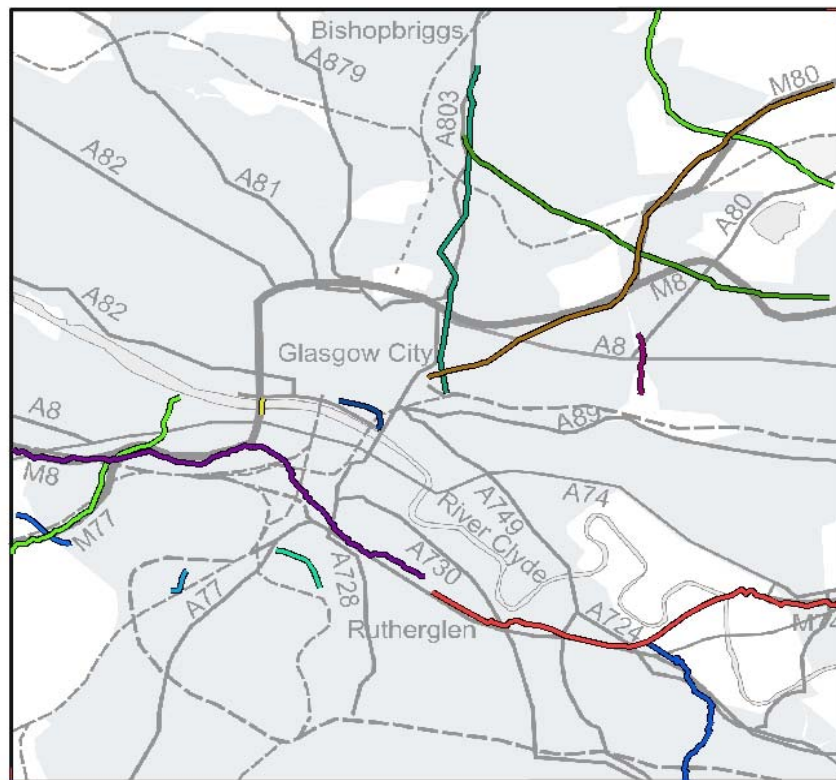 Bishopbriggs
A879
A803
M80
A82
A81
A80
A82
M8
Glasgow City
A8
A8
A89
M8
A74
River Clyde
A749
M77
A77
A728
A730
Rutherglen
A724
M74